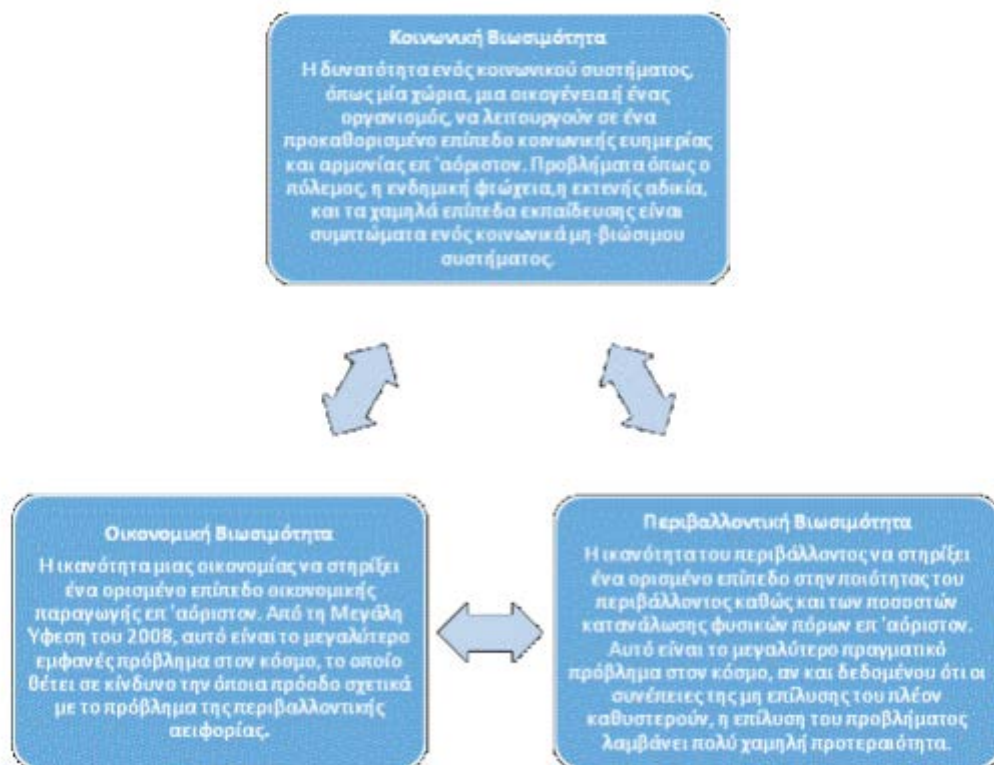 Κοινωνική Βιωσιμότητα
Η δυνατότητα ενός κοινωνικού συστήματος,
όπως μία χώρια, μια οικογένεια ή ένας
οργανισμός, να λειτουργούν σε ένα
προκαθορισμένο επίπεδο κοινωνικής ευημερίας
και αρμονίας επ 'αόριστον. Προβλήματα όπως ο
πόλεμος, η ενδημική φτώχεια,η εκτενής αδικία,
και τα χαμηλά επίπεδα εκπαίδευσης είναι
συμπτώματα ενός κοινωνικά μη-βιώσιμου
συστήματος.
Οικονομική Βιωσιμότητα
Η ικανότητα μιας οικονομίας να στηρίξει
ένα ορισμένο επίπεδο οικονομικής
παραγωγής επ 'αόριστον. Από τη Μεγάλη
Ύφεση του 2008, αυτό είναι το μεγαλύτερο
εμφανές πρόβλημα στον κόσμο, το οποίο
θέτει σε κίνδυνο την όποια πρόοδο σχετικά
με το πρόβλημα της περιβαλλοντικής
αειφορίας.
Περιβαλλοντική Βιωσιμότητα
Η ικανότητα του περιβάλλοντος να στηρίξει
ένα ορισμένο επίπεδο στην ποιότητας του
περιβάλλοντος καθώς και των ποσοστών
κατανάλωσης φυσικών πόρων επ 'αόριστον.
Αυτό είναι το μεγαλύτερο πραγματικό
πρόβλημα στον κόσμο, αν και δεδομένου ότι οι
συνέπειες της μη επίλυσης του πλέον
καθυστερούν, η επίλυση του προβλήματος
λαμβάνει πολύ χαμηλή προτεραιότητα.